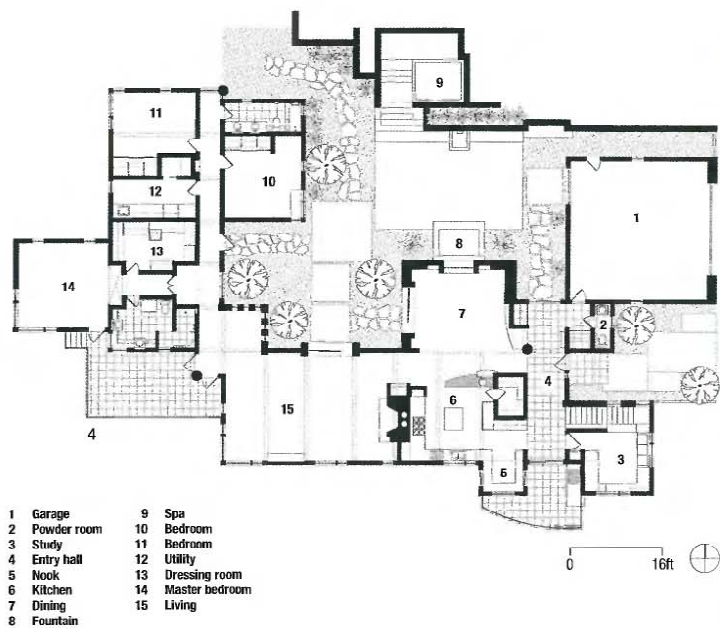 9
11
10
12
1
13
8
14
2
7
4
6
15
4
3
5
1 Garage
2 Powder room
3 Study
4 Entry hall
5 Nook
6 Kitchen
7 Dining
8 Fountain
9 Spa
10 Bedroom
11 Bedroom
12 Utility
13 Dressing room
14 Master bedroom
15 Living
0 16ft